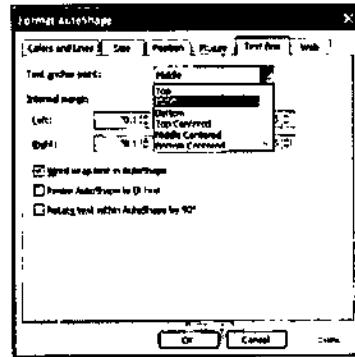 Format AutoShape
Colors and Lines Size Position Picture Text Box Web
Text anchor point: Middle
Top
Internal margin
Bottom
Left:
Top Centered
Middle Centered
Right:
Bottom Centered
Word wrap text in AutoShape
Resize AutoShape to fit text
Rotate text within AutoShape by 90°
OK Cancel